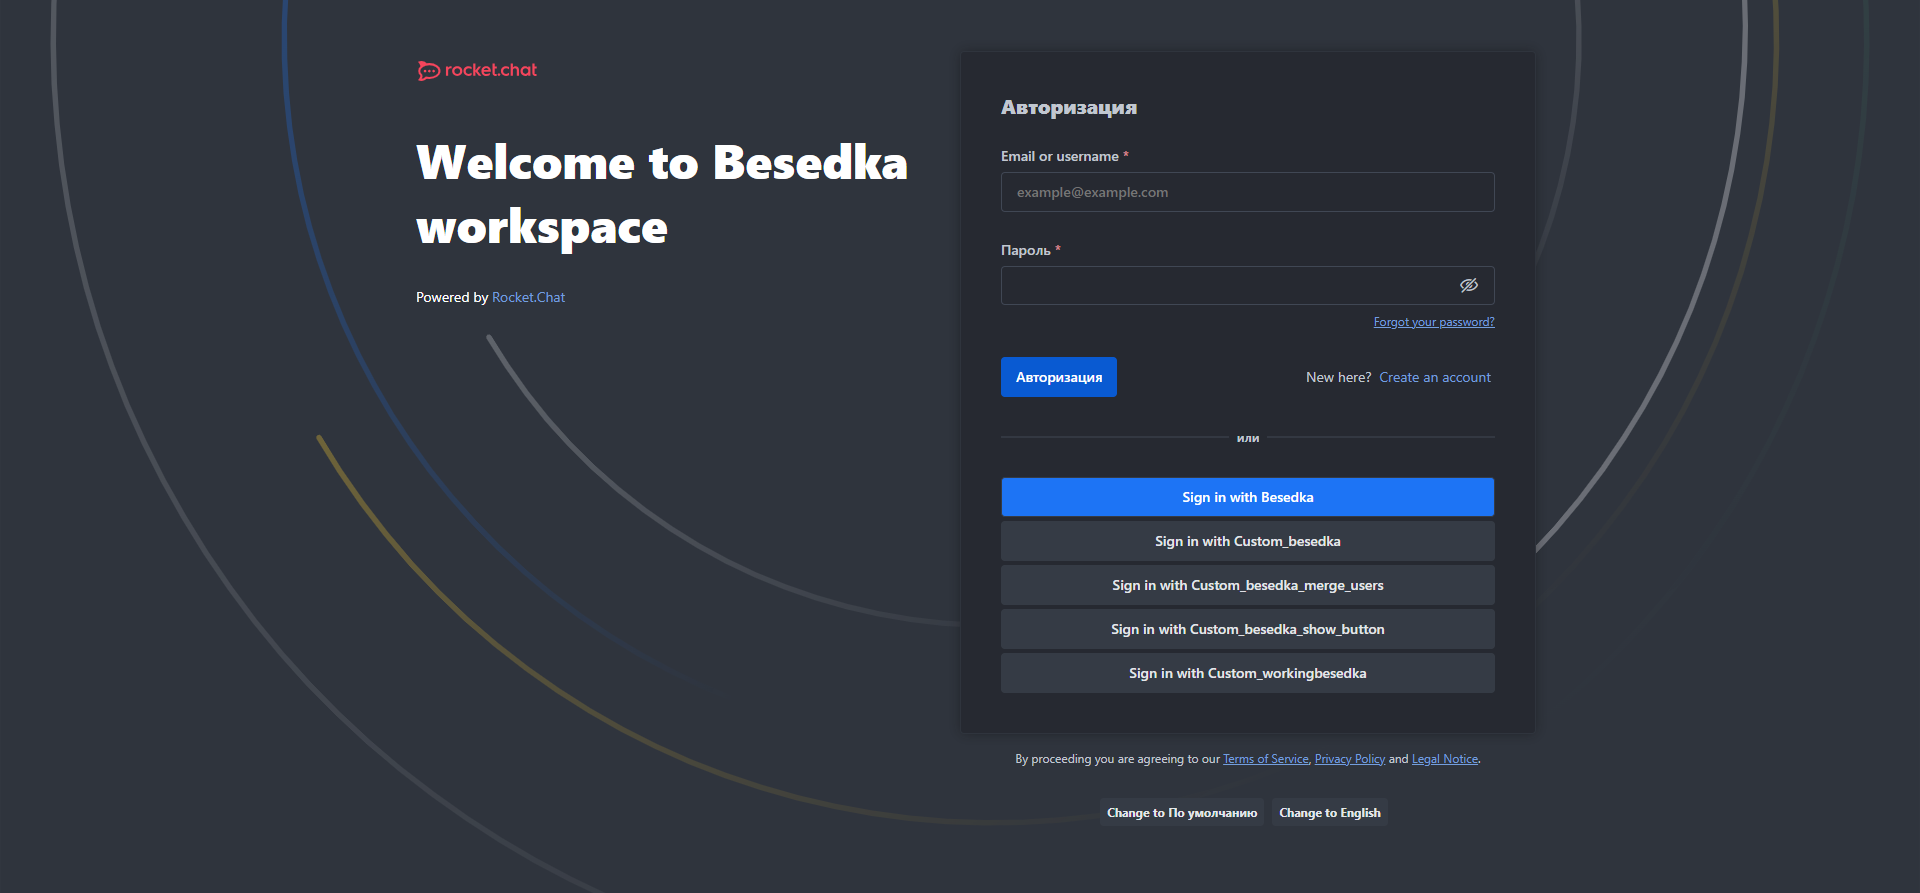 rocket.chat
Welcome to Besedka
workspace
Powered by Rocket.Chat
Авторизация
Email or username *
example@example.com
Пароль *
Forgot your password?
Авторизация
New here? Create an account
или
Sign in with Besedka
Sign in with Custom_besedka
Sign in with Custom_besedka_merge_users
Sign in with Custom_besedka_show_button
Sign in with Custom_workingbesedka
By proceeding you are agreeing to our Terms of Service, Privacy Policy and Legal Notice.
Change to По умолчанию Change to English